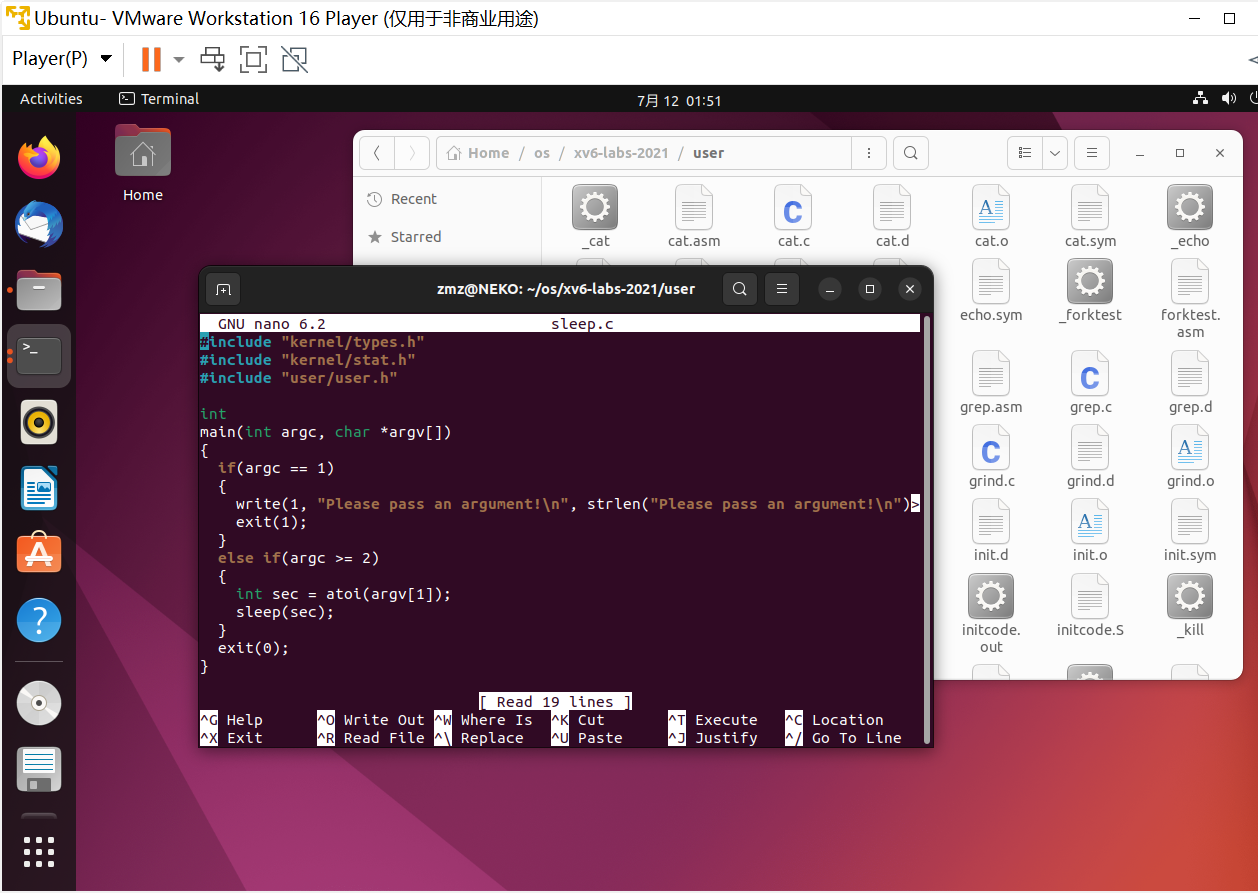 Ubuntu- VMware Workstation 16 Player (仅用于非商业用途)
Player(P)
Activities
Terminal
7月 12 01:51
Home
Home / os / xv6-labs-2021 / user
Recent
Starred
_cat
cat.asm
cat.c
cat.d
cat.o
cat.sym
_echo
echo.sym
_forktest
forktest.
asm
grep.asm
grep.c
grep.d
grind.c
grind.d
grind.o
init.d
init.o
init.sym
initcode.
out
initcode.S
_kill
zmz@NEKO: ~/os/xv6-labs-2021/user
GNU nano 6.2 sleep.c
#include "kernel/types.h"
#include "kernel/stat.h"
#include "user/user.h"
int
main(int argc, char *argv[])
{
if(argc == 1)
{
write(1, "Please pass an argument!\n", strlen("Please pass an argument!\n")>
exit(1);
}
else if(argc >= 2)
{
int sec = atoi(argv[1]);
sleep(sec);
}
exit(0);
}
[ Read 19 lines ]
^G Help ^O Write Out ^W Where Is ^K Cut ^T Execute ^C Location
^X Exit ^R Read File ^\ Replace ^U Paste ^J Justify ^/ Go To Line